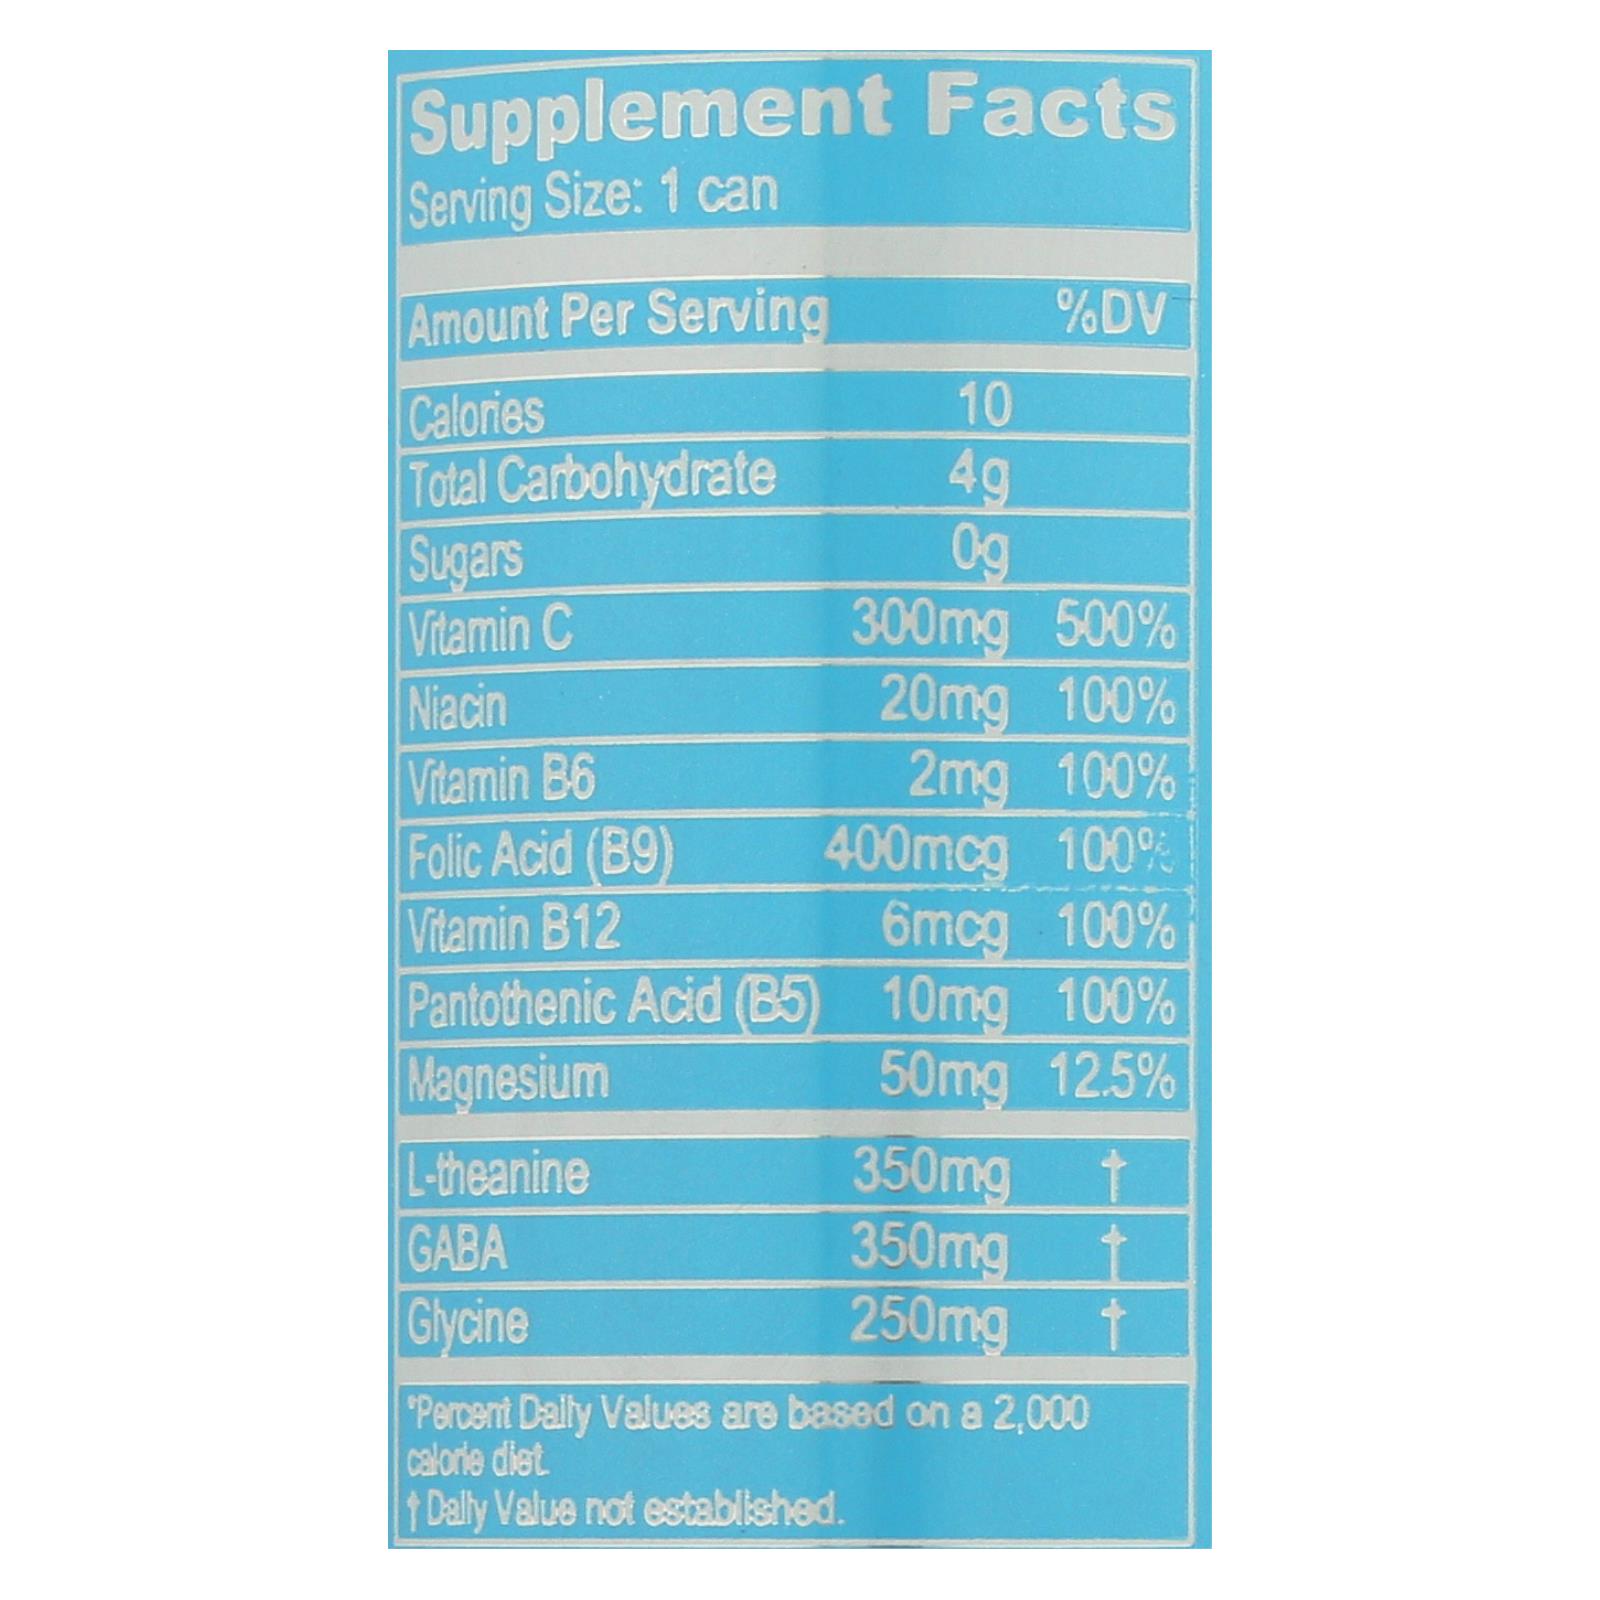 Supplement Facts
Serving Size: 1 can
Amount Per Serving %DV
Calories 10
Total Carbohydrate 4g
Sugars 0g
Vitamin C 300mg 500%
Niacin 20mg 100%
Vitamin B6 2mg 100%
Folic Acid (B9) 400mcg 100%
Vitamin B12 6mcg 100%
Pantothenic Acid (B5) 10mg 100%
Magnesium 50mg 12.5%
L-theanine 350mg †
GABA 350mg †
Glycine 250mg †
*Percent Daily Values are based on a 2,000
calorie diet.
† Daily Value not established.